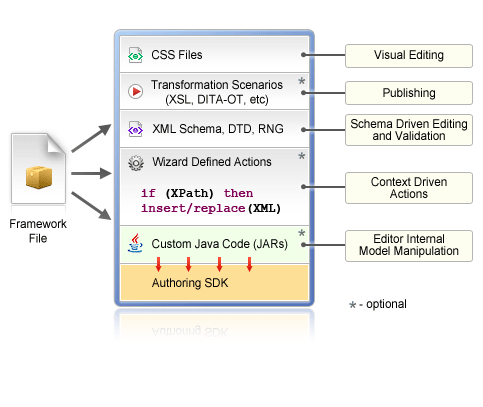 CSS Files
Visual Editing
Transformation Scenarios *
(XSL, DITA-OT, etc)
Publishing
XML Schema, DTD, RNG
Schema Driven Editing
and Validation
Wizard Defined Actions *
if (XPath) then
insert/replace(XML)
Context Driven
Actions
Framework
File
Custom Java Code (JARs) *
Editor Internal
Model Manipulation
Authoring SDK
* - optional